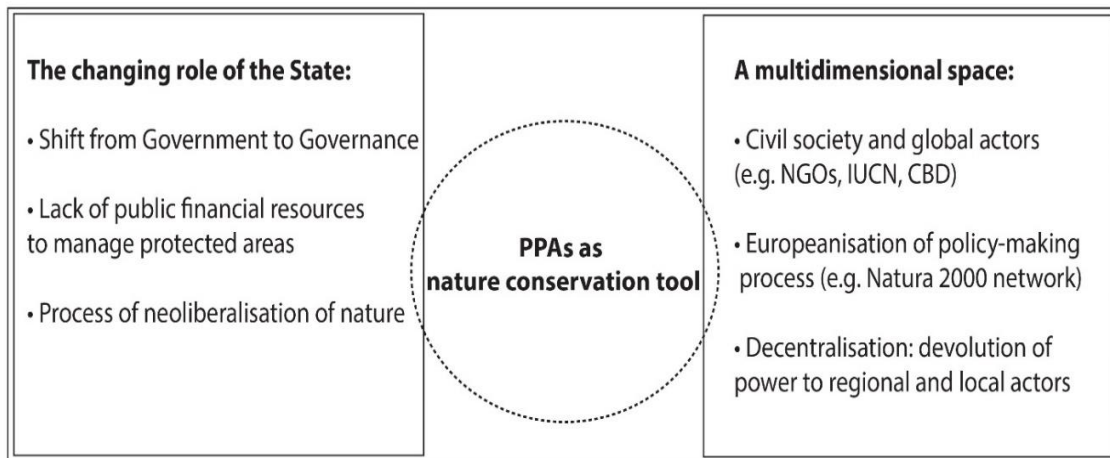 The changing role of the State:
• Shift from Government to Governance
• Lack of public financial resources
to manage protected areas
• Process of neoliberalisation of nature
PPAs as
nature conservation tool
A multidimensional space:
• Civil society and global actors
(e.g. NGOs, IUCN, CBD)
• Europeanisation of policy-making
process (e.g. Natura 2000 network)
• Decentralisation: devolution of
power to regional and local actors